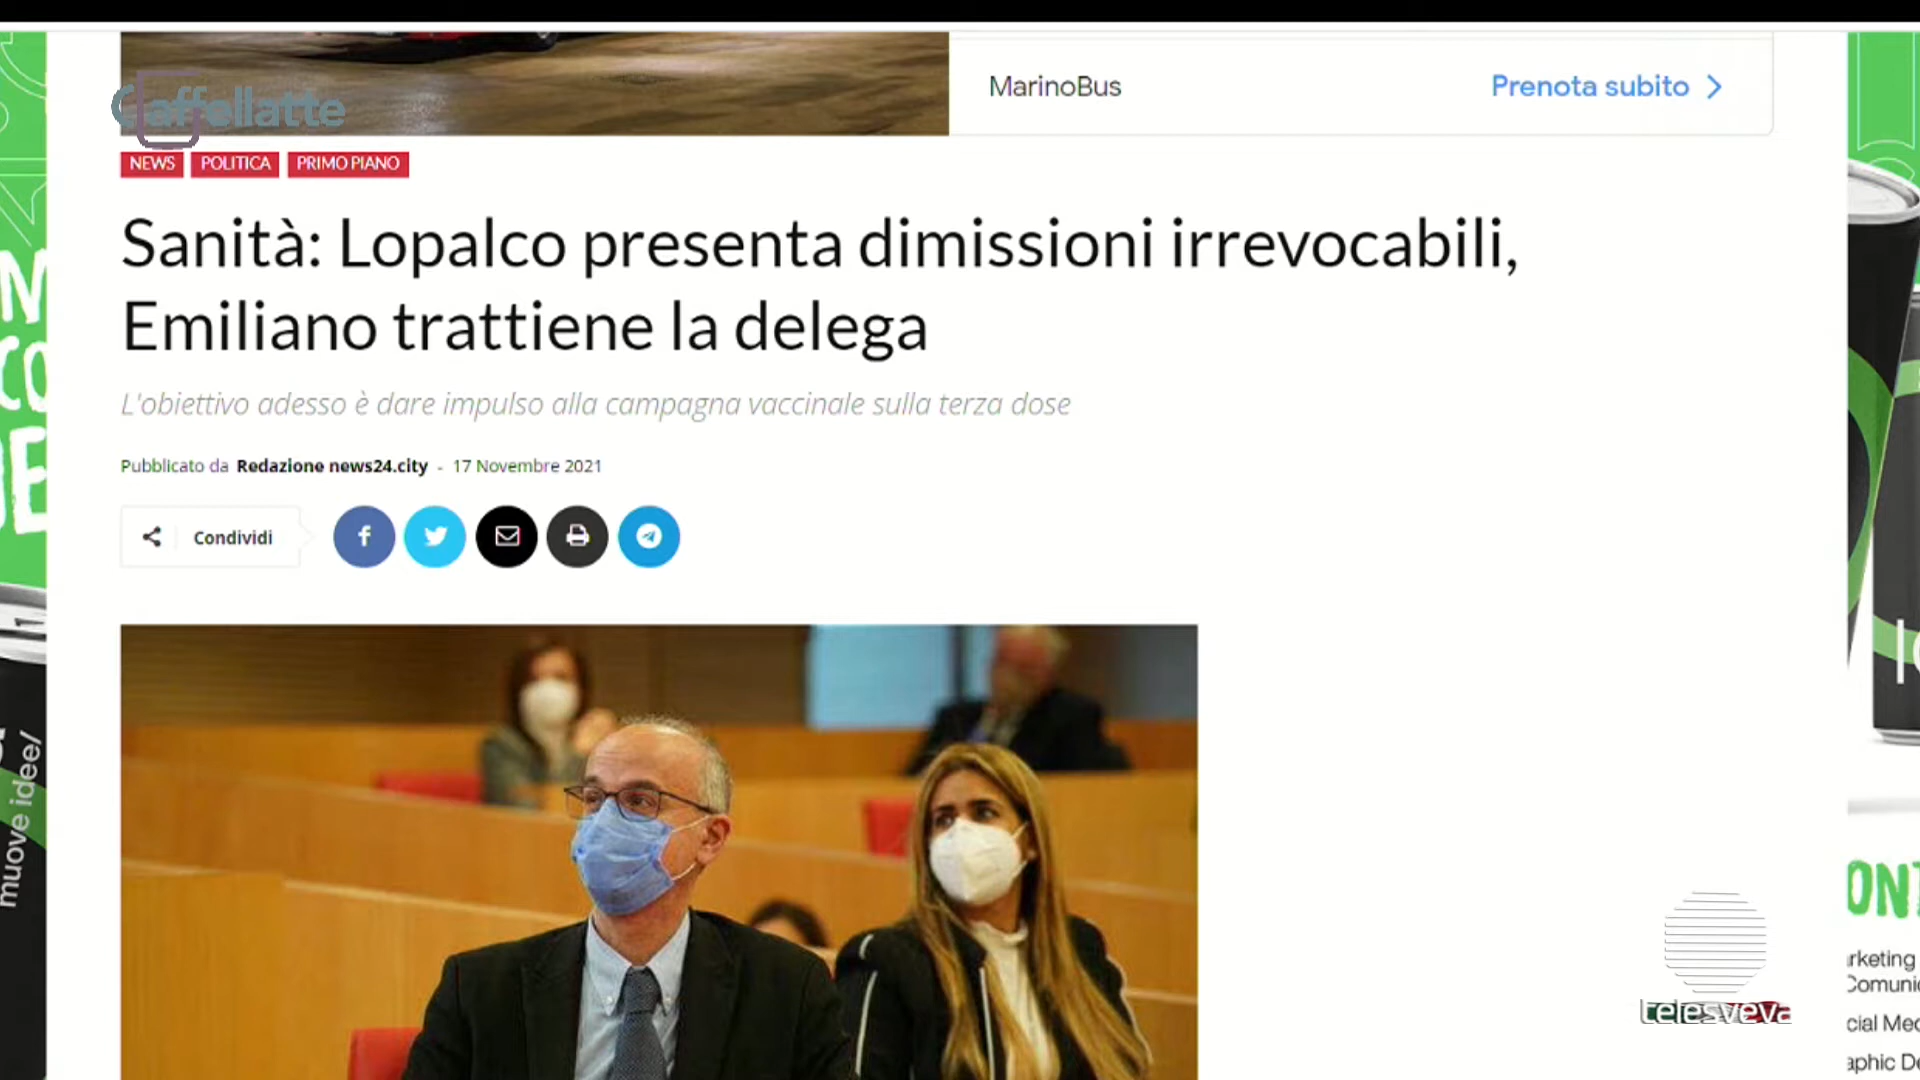 Caffellatte
MarinoBus
Prenota subito
NEWS
POLITICA
PRIMO PIANO
Sanità: Lopalco presenta dimissioni irrevocabili,
Emiliano trattiene la delega
L'obiettivo adesso è dare impulso alla campagna vaccinale sulla terza dose
Pubblicato da Redazione news24.city - 17 Novembre 2021
Condividi
muove idee/
telesveva